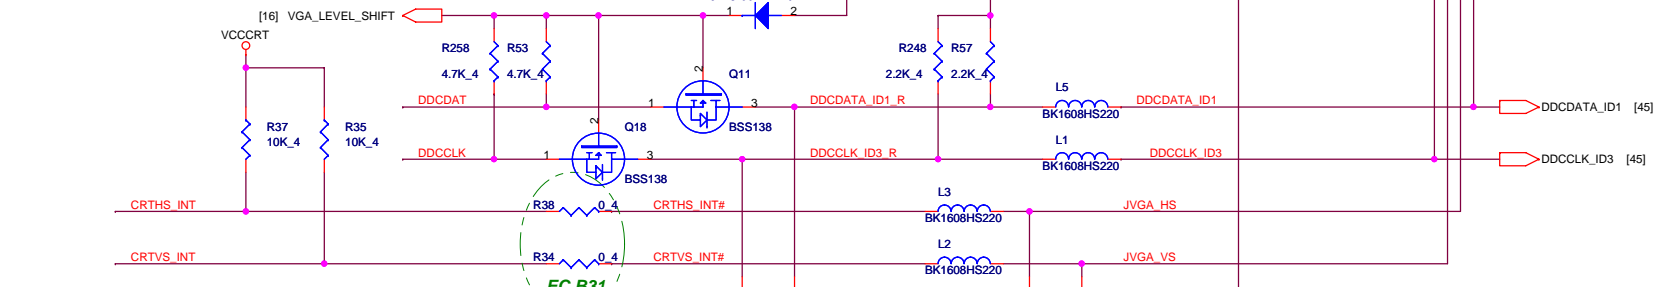 [16] VGA_LEVEL_SHIFT
1 2
VCCCRT
R258 R53 R248 R57
4.7K_4 4.7K_4 2.2K_4 2.2K_4
2 Q11
L5
DDCDAT 1 3 DDCDATA_ID1_R DDCDATA_ID1
DDCDATA_ID1 [45]
BK1608HS220
R37 R35
10K_4 10K_4
2 Q18 BSS138
L1
DDCCLK 1 3 DDCCLK_ID3_R DDCCLK_ID3
DDCCLK_ID3 [45]
BK1608HS220
BSS138
L3
CRTHS_INT R38 0_4 CRTHS_INT# JVGA_HS
BK1608HS220
L2
CRTVS_INT R34 0_4 CRTVS_INT# JVGA_VS
BK1608HS220
EC B31